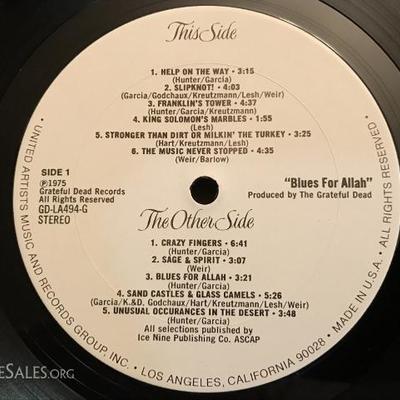 This Side
1. HELP ON THE WAY • 3:15
(Hunter/Garcia)
2. SLIPKNOT! • 4:03
(Garcia/Godchaux/Kreutzmann/Lesh/Weir)
3. FRANKLIN'S TOWER • 4:37
(Hunter/Garcia/Kreutzmann)
4. KING SOLOMON'S MARBLES • 1:55
(Lesh)
5. STRONGER THAN DIRT OR MILKIN' THE TURKEY • 3:25
(Hart/Kreutzmann/Lesh)
6. THE MUSIC NEVER STOPPED • 4:35
(Weir/Barlow)
SIDE 1
℗1975
Grateful Dead Records
All Rights Reserved
GD-LA494-G
STEREO
"Blues For Allah"
Produced by The Grateful Dead
The Other Side
1. CRAZY FINGERS • 6:41
(Hunter/Garcia)
2. SAGE & SPIRIT • 3:07
(Weir)
3. BLUES FOR ALLAH • 3:21
(Hunter/Garcia)
4. SAND CASTLES & GLASS CAMELS • 5:26
(Garcia/K.&D. Godchaux/Hart/Kreutzmann/Lesh/Weir)
5. UNUSUAL OCCURANCES IN THE DESERT • 3:48
(Hunter/Garcia)
All selections published by
Ice Nine Publishing Co. ASCAP
• UNITED ARTISTS MUSIC AND RECORDS GROUP, INC. • LOS ANGELES, CALIFORNIA 90028 • MADE IN U.S.A. • ALL RIGHTS RESERVED •
ESALES.ORG